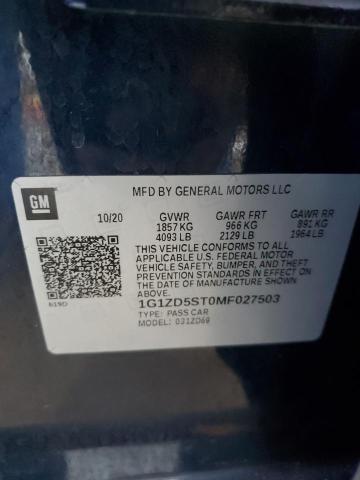 MFD BY GENERAL MOTORS LLC
GM
10/20 GVWR GAWR FRT GAWR RR
1857 KG 966 KG 891 KG
4093 LB 2129 LB 1964 LB
THIS VEHICLE CONFORMS TO ALL
APPLICABLE U.S. FEDERAL MOTOR
VEHICLE SAFETY, BUMPER, AND THEFT
PREVENTION STANDARDS IN EFFECT
ON THE DATE OF MANUFACTURE
SHOWN ABOVE.
1G1ZD5ST0MF027503
TYPE: PASS CAR
MODEL: 031ZD69
619D